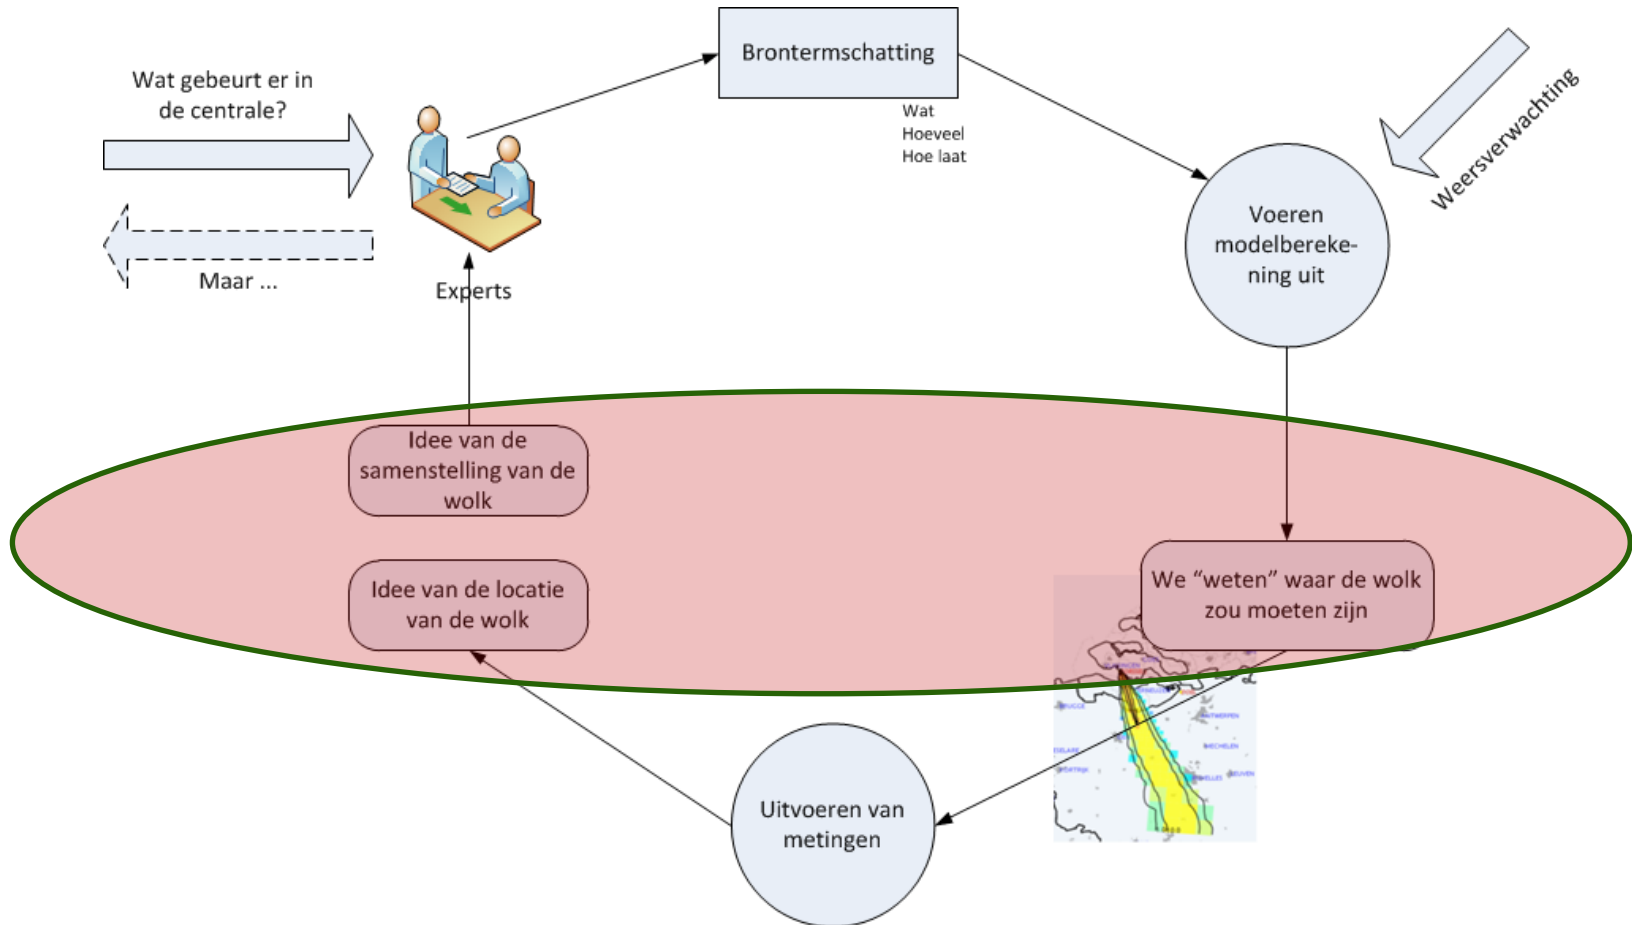 Wat gebeurt er in
de centrale?
Maar ...
Experts
Brontermschatting
Wat
Hoeveel
Hoe laat
Weersverwachting
Voeren
modelbereke-
ning uit
Idee van de
samenstelling van de
wolk
Idee van de locatie
van de wolk
We “weten” waar de wolk
zou moeten zijn
ANTWERPEN
MECHELEN
Uitvoeren van
metingen